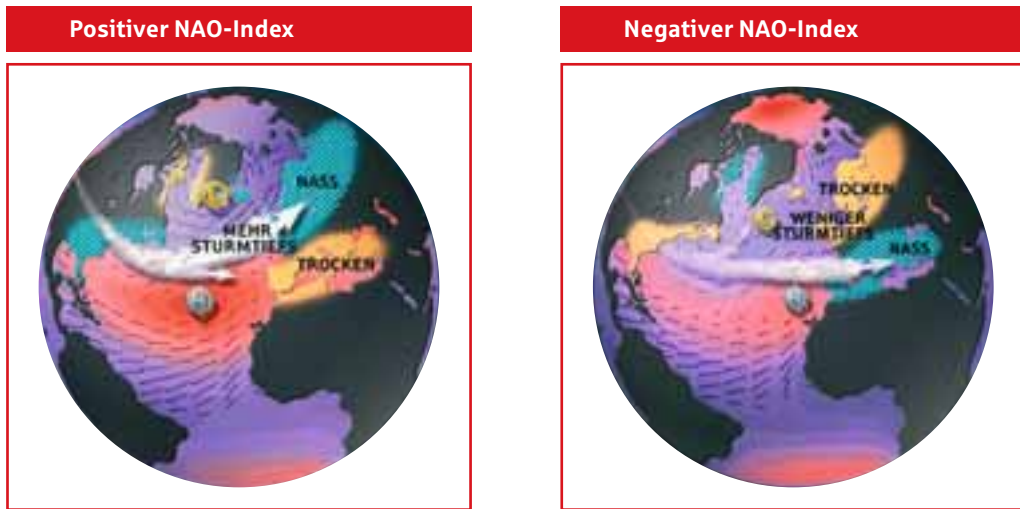 Positiver NAO-Index
NASS
MEHR
STURMTIEFS
TROCKEN
Negativer NAO-Index
TROCKEN
WENIGER
STURMTIEFS
NASS